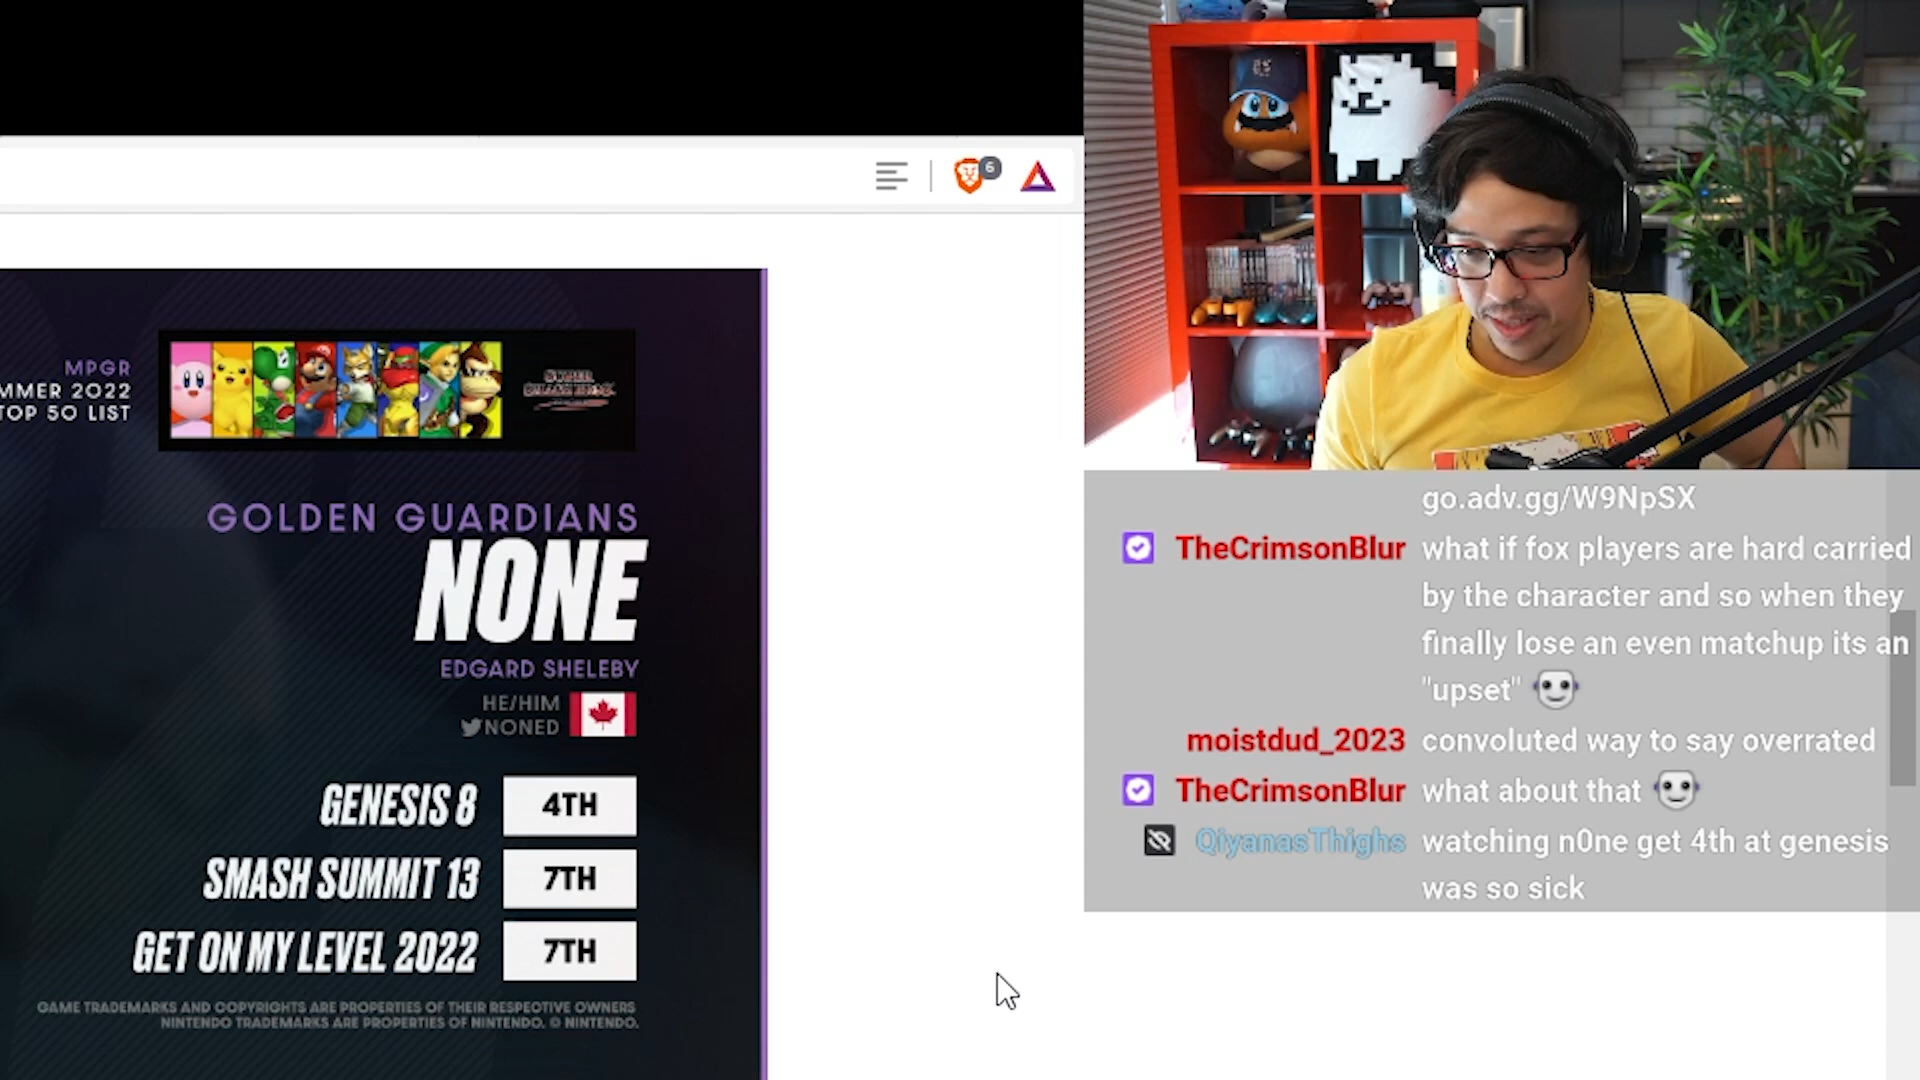 6
MPGR
MMER 2022
TOP 50 LIST
SUPER
SMASH BROS.
GOLDEN GUARDIANS
NONE
EDGARD SHELEBY
HE/HIM
NONED
GENESIS 8 4TH
SMASH SUMMIT 13 7TH
GET ON MY LEVEL 2022 7TH
GAME TRADEMARKS AND COPYRIGHTS ARE PROPERTIES OF THEIR RESPECTIVE OWNERS
NINTENDO TRADEMARKS ARE PROPERTIES OF NINTENDO. © NINTENDO.
go.adv.gg/W9NpSX
TheCrimsonBlur what if fox players are hard carried
by the character and so when they
finally lose an even matchup its an
"upset"
moistdud_2023 convoluted way to say overrated
TheCrimsonBlur what about that
QiyanasThighs watching n0ne get 4th at genesis
was so sick